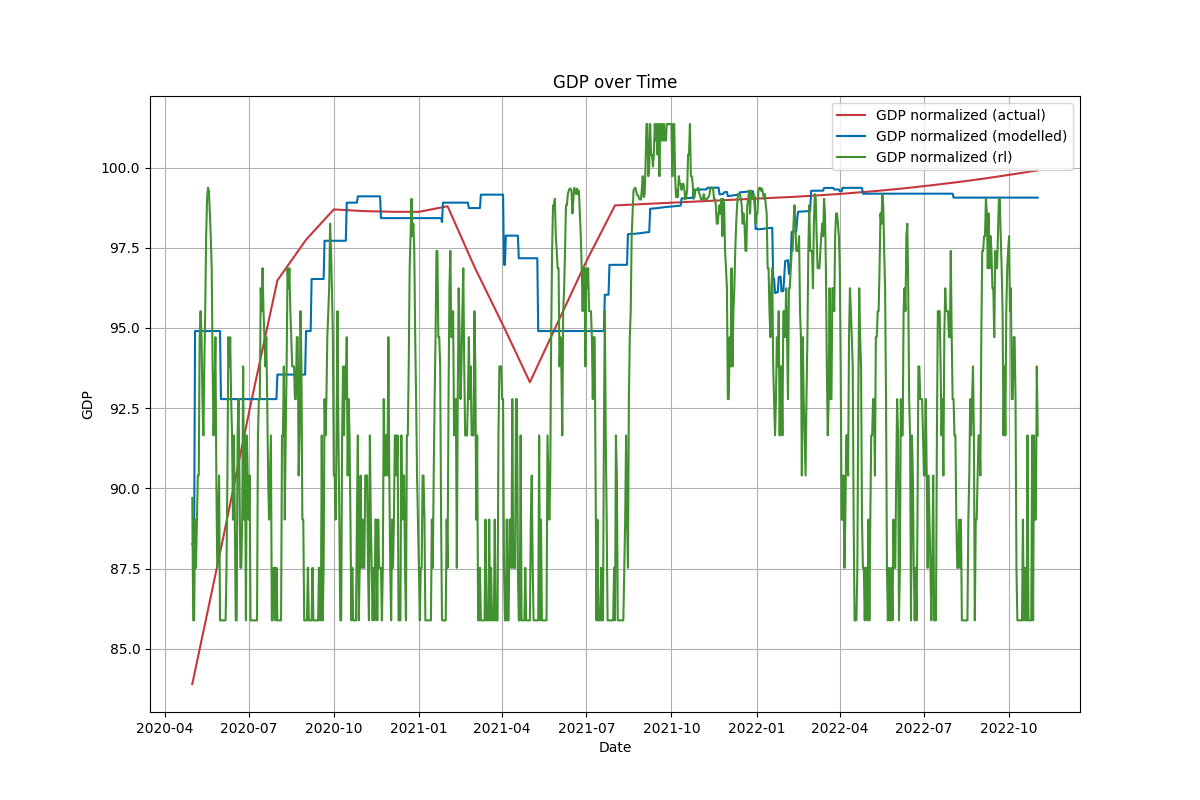 GDP over Time
GDP normalized (actual)
GDP normalized (modelled)
GDP normalized (rl)
GDP
100.0
97.5
95.0
92.5
90.0
87.5
85.0
2020-04 2020-07 2020-10 2021-01 2021-04 2021-07 2021-10 2022-01 2022-04 2022-07 2022-10
Date